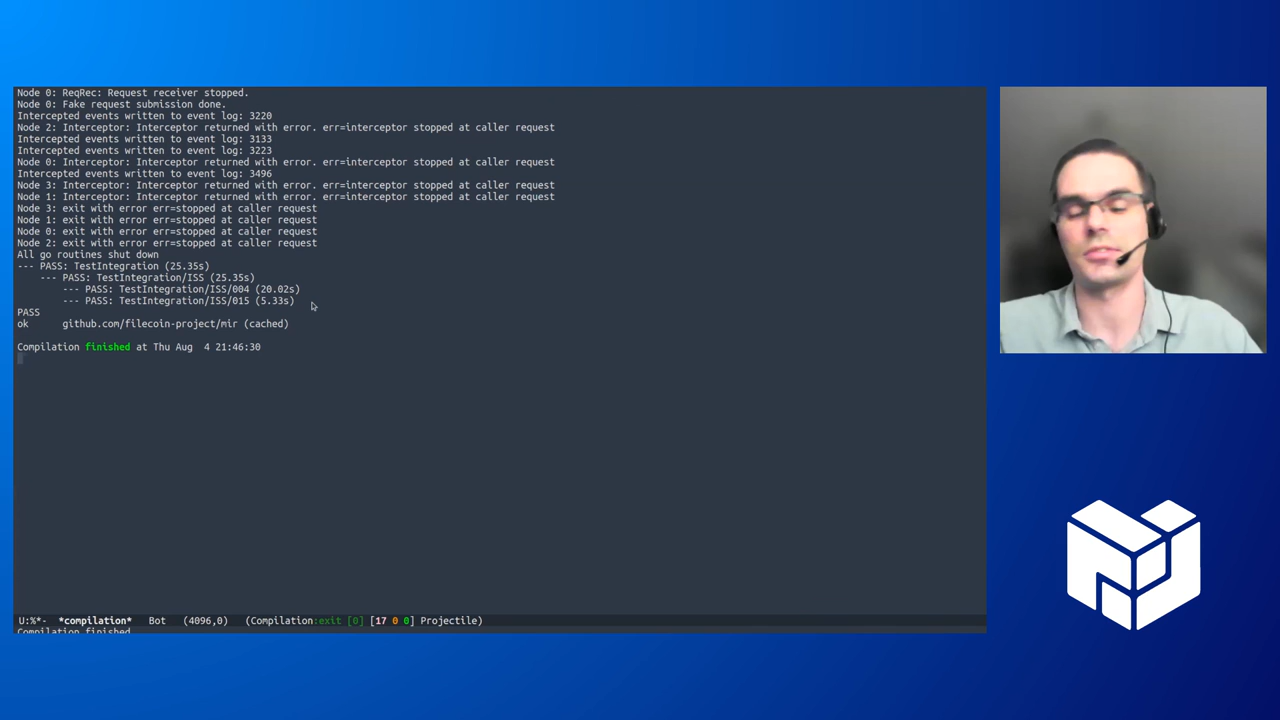 Node 0: ReqRec: Request receiver stopped.
Node 0: Fake request submission done.
Intercepted events written to event log: 3220
Node 2: Interceptor: Interceptor returned with error. err=interceptor stopped at caller request
Intercepted events written to event log: 3133
Intercepted events written to event log: 3223
Node 0: Interceptor: Interceptor returned with error. err=interceptor stopped at caller request
Intercepted events written to event log: 3496
Node 3: Interceptor: Interceptor returned with error. err=interceptor stopped at caller request
Node 1: Interceptor: Interceptor returned with error. err=interceptor stopped at caller request
Node 3: exit with error err=stopped at caller request
Node 1: exit with error err=stopped at caller request
Node 0: exit with error err=stopped at caller request
Node 2: exit with error err=stopped at caller request
All go routines shut down
--- PASS: TestIntegration (25.35s)
    --- PASS: TestIntegration/ISS (25.35s)
        --- PASS: TestIntegration/ISS/004 (20.02s)
        --- PASS: TestIntegration/ISS/015 (5.33s)
PASS
ok      github.com/filecoin-project/mir (cached)
Compilation finished at Thu Aug  4 21:46:30
U:%*-  *compilation*   Bot   (4096,0)   (Compilation:exit [0] [17 0 0] Projectile)
Compilation finished